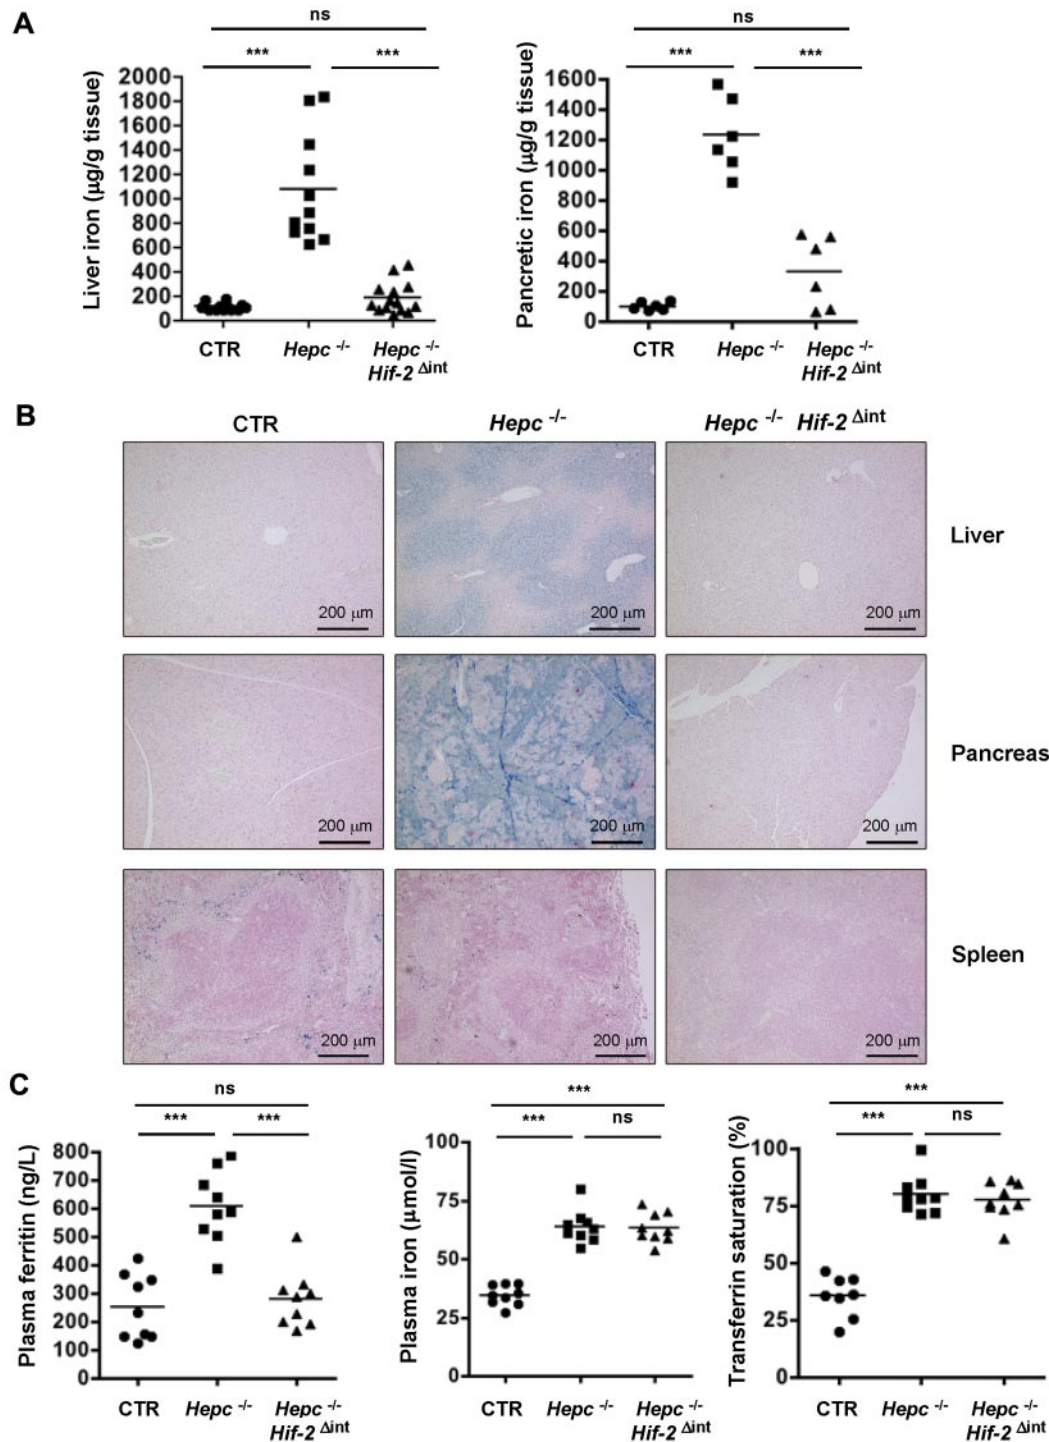 A
ns
***
***
Liver iron (μg/g tissue)
2000
1800
1600
1400
1200
1000
800
600
400
200
0
CTR
Hepc -/-
Hepc -/-
Hif-2 Δint
ns
***
***
Pancretic iron (μg/g tissue)
1600
1400
1200
1000
800
600
400
200
0
CTR
Hepc -/-
Hepc -/-
Hif-2 Δint
B
CTR
Hepc -/-
Hepc -/- Hif-2 Δint
200 μm
200 μm
200 μm
Liver
200 μm
200 μm
200 μm
Pancreas
200 μm
200 μm
200 μm
Spleen
C
ns
***
***
Plasma ferritin (ng/L)
800
700
600
500
400
300
200
100
0
CTR
Hepc -/-
Hepc -/-
Hif-2 Δint
***
***
ns
Plasma iron (μmol/l)
100
75
50
25
0
CTR
Hepc -/-
Hepc -/-
Hif-2 Δint
***
***
ns
Transferrin saturation (%)
100
75
50
25
0
CTR
Hepc -/-
Hepc -/-
Hif-2 Δint